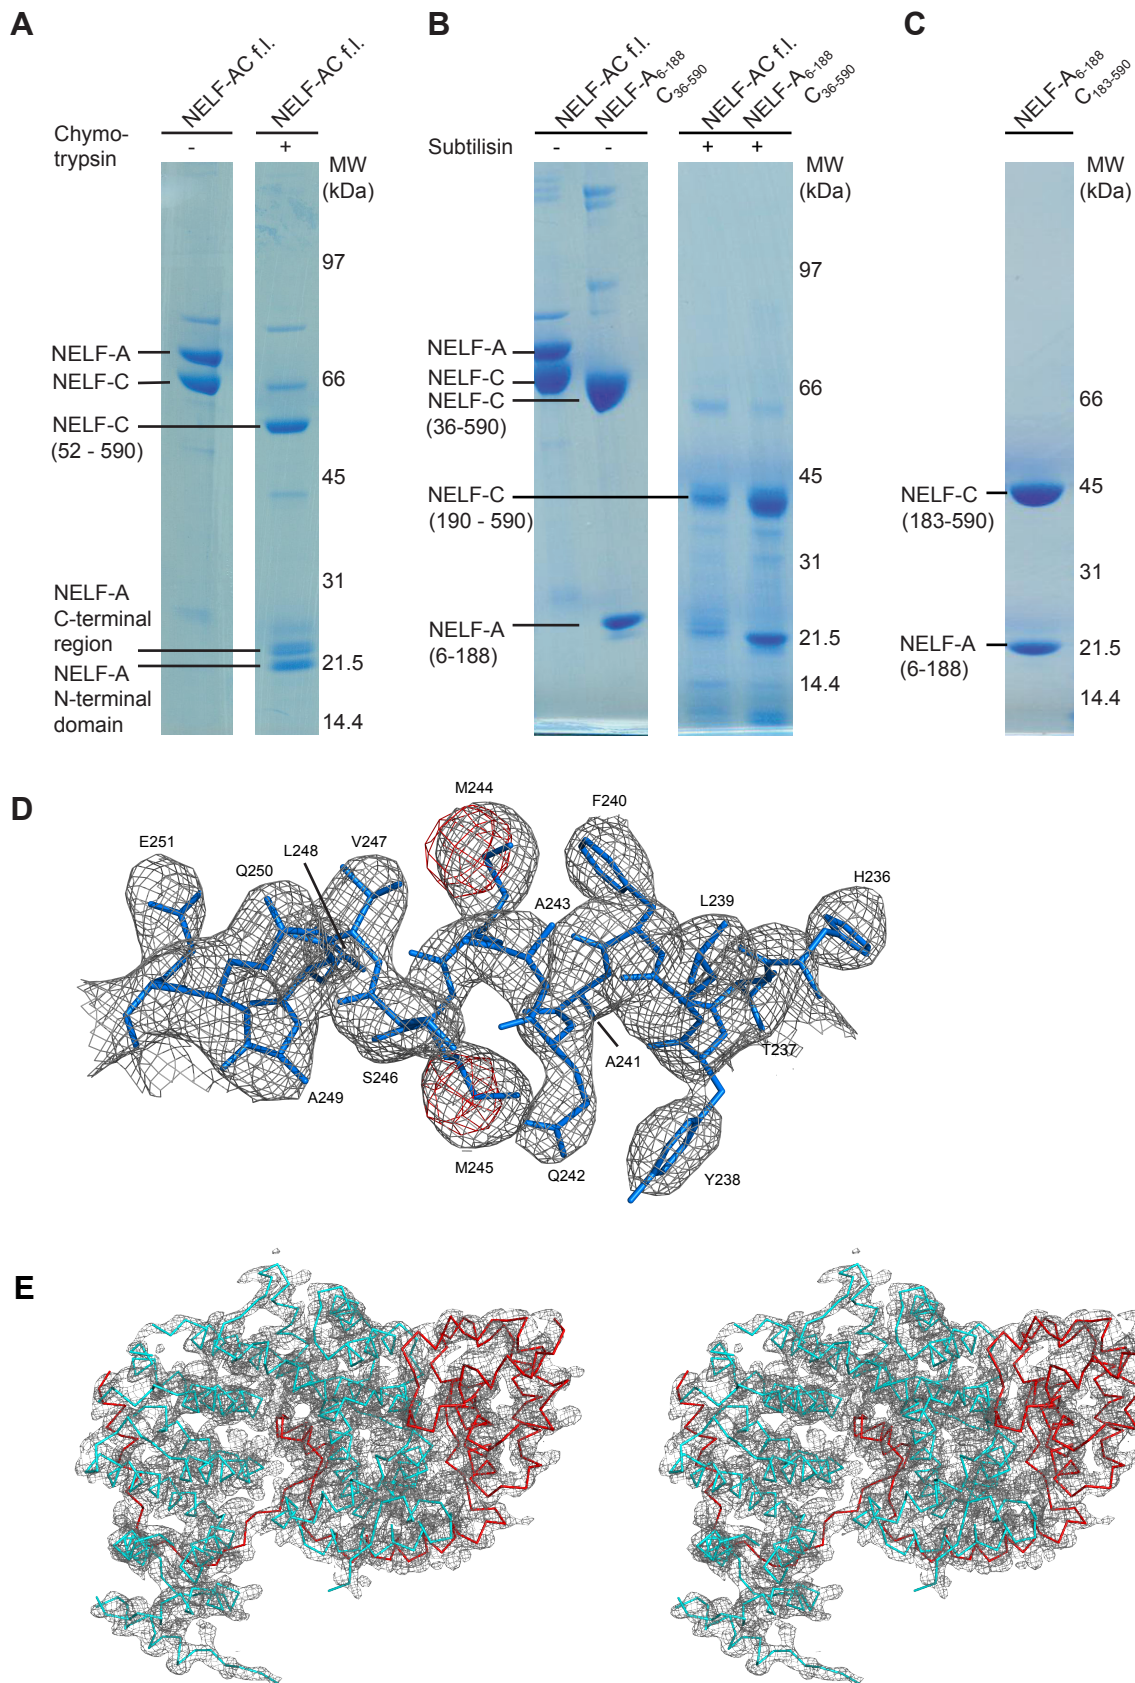 A
NELF-AC f.l.
NELF-AC f.l.
Chymo-
trypsin
-
+
MW
(kDa)
97
66
45
31
21.5
14.4
NELF-A
NELF-C
NELF-C
(52 - 590)
NELF-A
C-terminal
region
NELF-A
N-terminal
domain
B
NELF-AC f.l.
NELF-A6-188
C36-590
NELF-AC f.l.
NELF-A6-188
C36-590
Subtilisin
-
-
+
+
MW
(kDa)
97
66
45
31
21.5
14.4
NELF-A
NELF-C
NELF-C
(36-590)
NELF-C
(190 - 590)
NELF-A
(6-188)
C
NELF-A6-188
C183-590
MW
(kDa)
66
45
31
21.5
14.4
NELF-C
(183-590)
NELF-A
(6-188)
D
M244
F240
E251
Q250
L248
V247
A243
L239
H236
A249
S246
M245
Q242
A241
T237
Y238
E